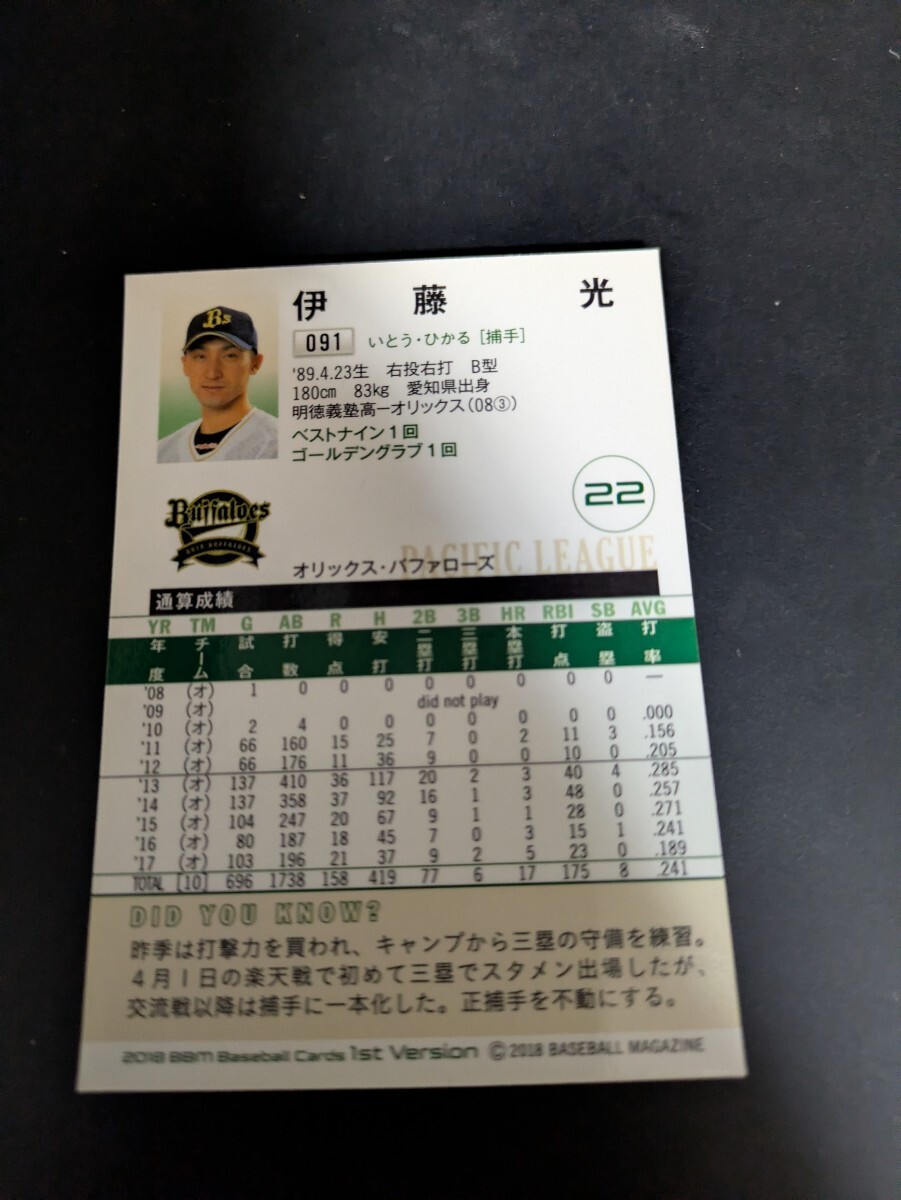 伊藤光
091 いとう・ひかる [捕手]
'89.4.23生 右投右打 B型
180cm 83kg 愛知県出身
明徳義塾高ーオリックス(08③)
ベストナイン1回
ゴールデングラブ1回
Bs
22
Buffaloes
ORIX BUFFALOES
PACIFIC LEAGUE
オリックス・バファローズ
通算成績
YR TM G AB R H 2B 3B HR RBI SB AVG
年度 チーム 試合 打数 得点 安打 二塁打 三塁打 本塁打 打点 盗塁 打率
'08 (オ) 1 0 0 0 0 0 0 0 0 —
'09 (オ) did not play
'10 (オ) 2 4 0 0 0 0 0 0 0 .000
'11 (オ) 66 160 15 25 7 0 2 11 3 .156
'12 (オ) 66 176 11 36 9 0 0 10 0 .205
'13 (オ) 137 410 36 117 20 2 3 40 4 .285
'14 (オ) 137 358 37 92 16 1 3 48 0 .257
'15 (オ) 104 247 20 67 9 1 1 28 0 .271
'16 (オ) 80 187 18 45 7 0 3 15 1 .241
'17 (オ) 103 196 21 37 9 2 5 23 0 .189
TOTAL [10] 696 1738 158 419 77 6 17 175 8 .241
DID YOU KNOW?
昨季は打撃力を買われ、キャンプから三塁の守備を練習。
4月1日の楽天戦で初めて三塁でスタメン出場したが、
交流戦以降は捕手に一本化した。正捕手を不動にする。
2018 BBM Baseball Cards 1st Version © 2018 BASEBALL MAGAZINE